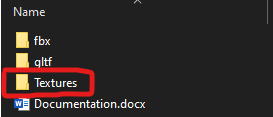 Name
fbx
gltf
Textures
Documentation.docx